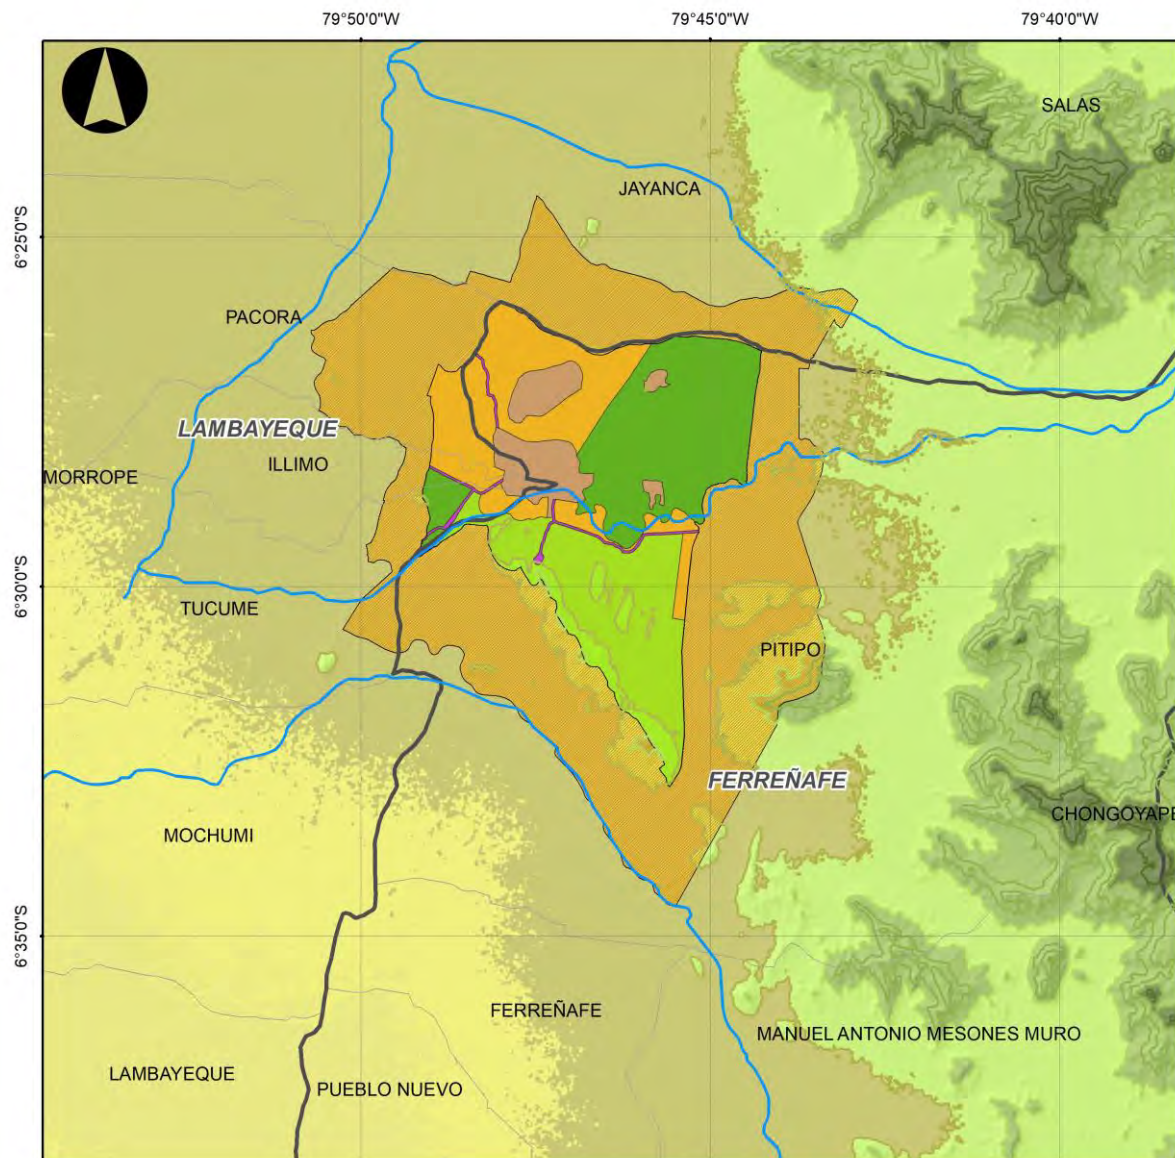 79°50'0"W
79°45'0"W
79°40'0"W
SALAS
JAYANCA
6°25'0"S
PACORA
LAMBAYEQUE
ILLIMO
MORROPE
6°30'0"S
TUCUME
PITIPO
FERREÑAFE
CHONGOYAPE
MOCHUMI
6°35'0"S
FERREÑAFE
MANUEL ANTONIO MESONES MURO
LAMBAYEQUE
PUEBLO NUEVO